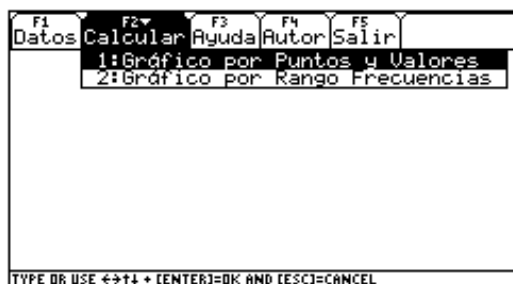 F1 F2▾ F3 F4 F5
Datos Calcular Ayuda Autor Salir
1:Gráfico por Puntos y Valores
2:Gráfico por Rango Frecuencias
TYPE OR USE ←→↑↓ + [ENTER]=OK AND [ESC]=CANCEL